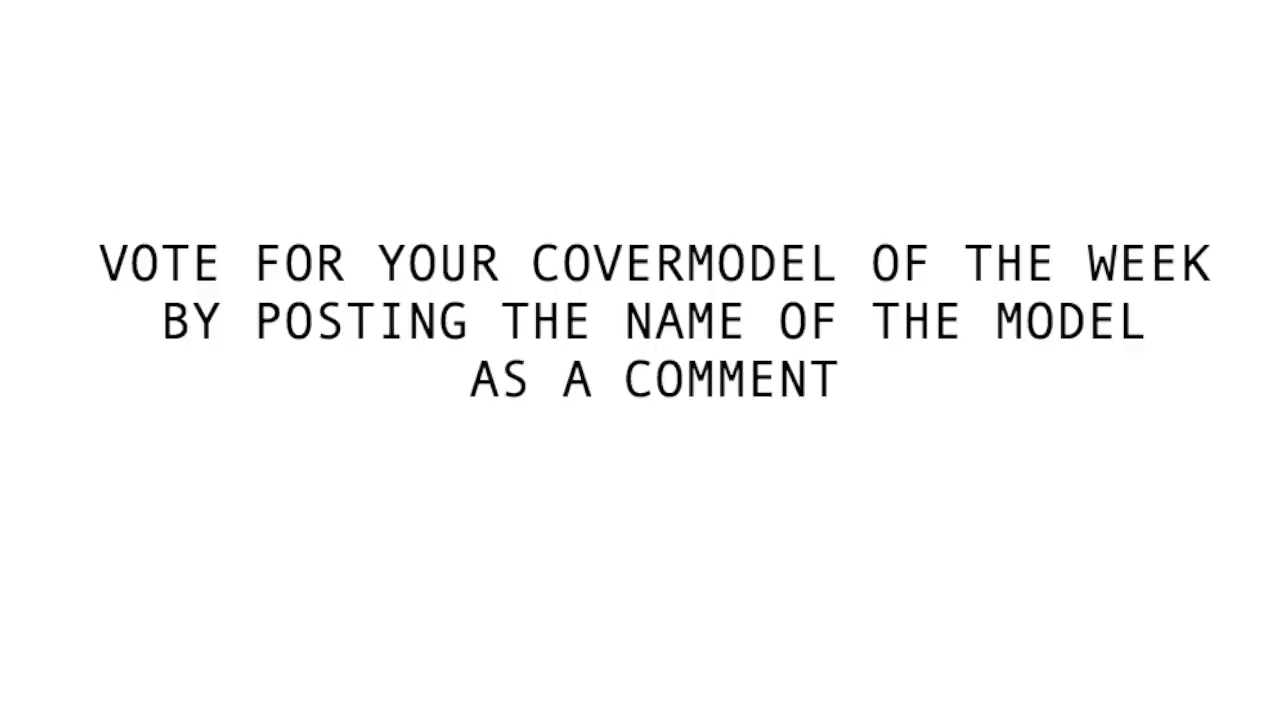 VOTE FOR YOUR COVERMODEL OF THE WEEK
BY POSTING THE NAME OF THE MODEL
AS A COMMENT